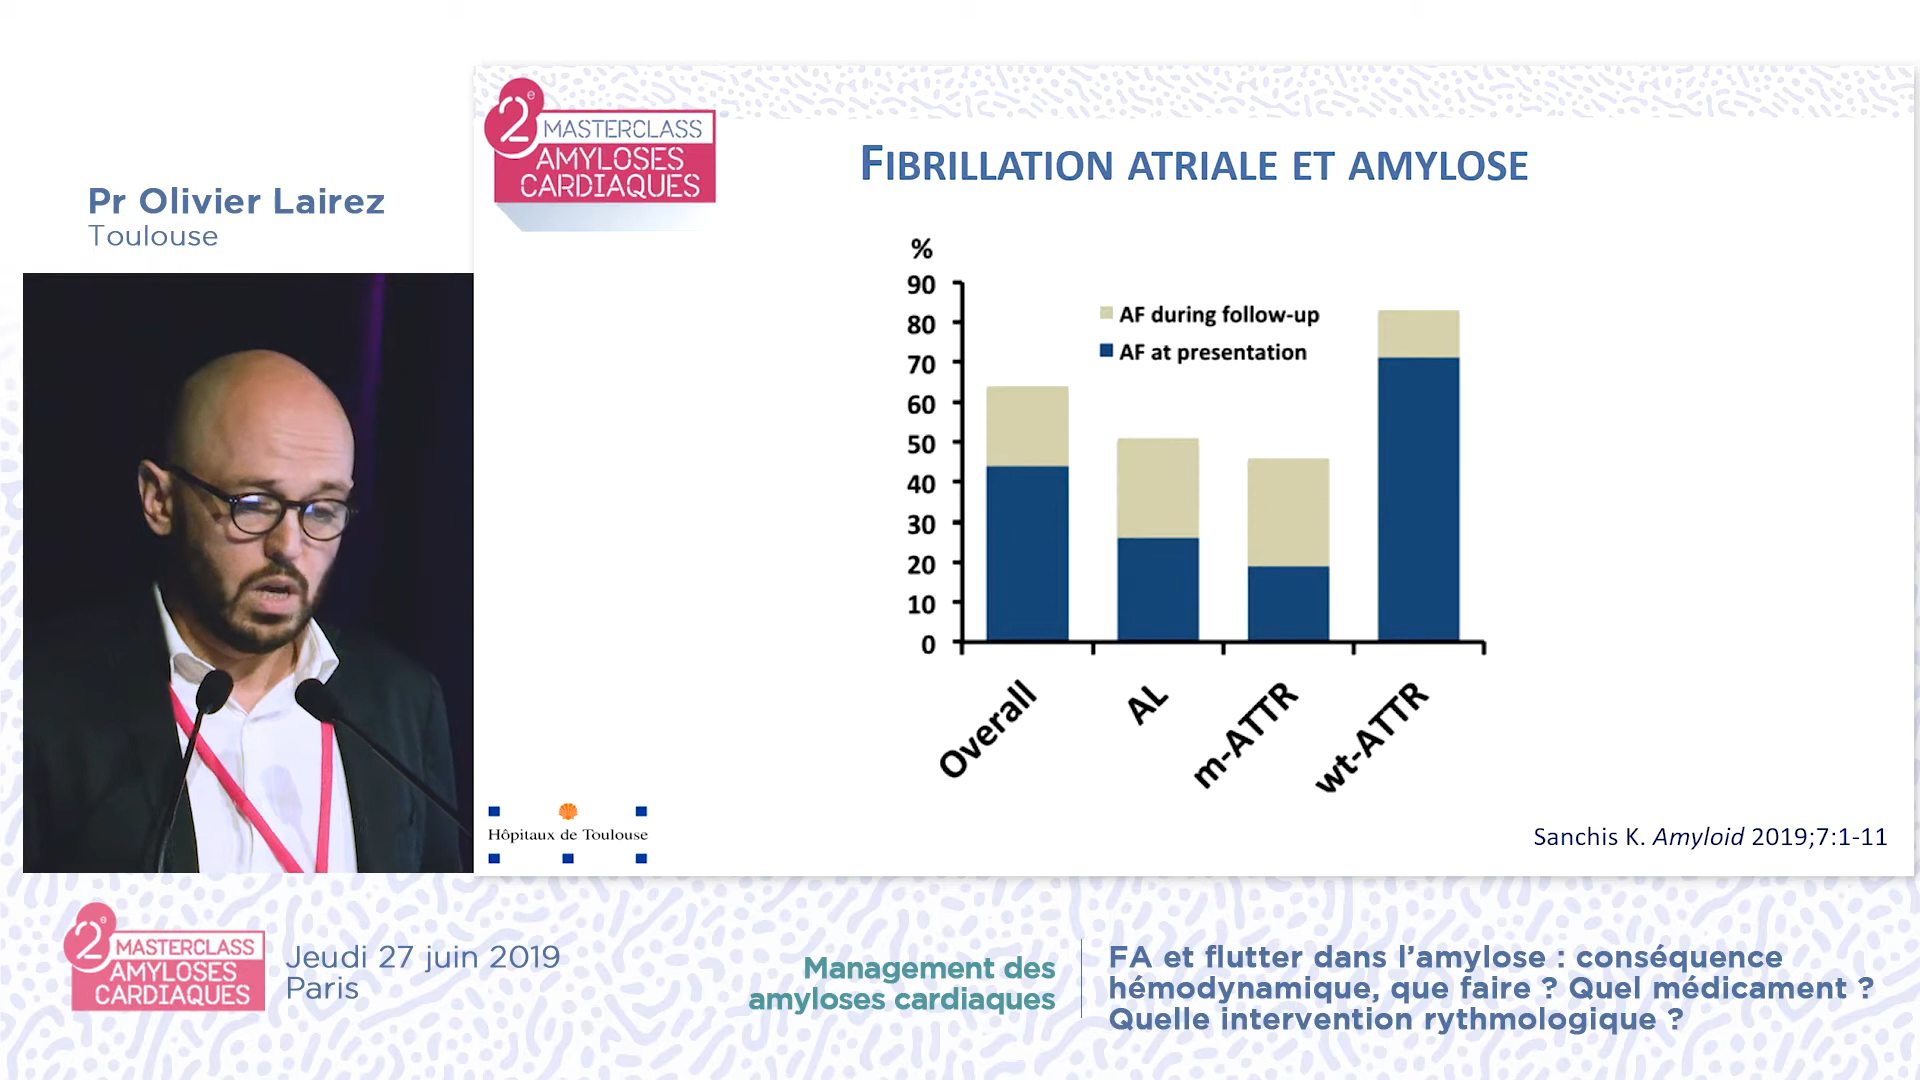 Pr Olivier Lairez
Toulouse
2e MASTERCLASS
AMYLOSES
CARDIAQUES
FIBRILLATION ATRIALE ET AMYLOSE
%
90
80
70
60
50
40
30
20
10
0
AF during follow-up
AF at presentation
Overall
AL
m-ATTR
wt-ATTR
Hôpitaux de Toulouse
Sanchis K. Amyloid 2019;7:1-11
2e MASTERCLASS
AMYLOSES
CARDIAQUES
Jeudi 27 juin 2019
Paris
Management des
amyloses cardiaques
FA et flutter dans l'amylose : conséquence
hémodynamique, que faire ? Quel médicament ?
Quelle intervention rythmologique ?